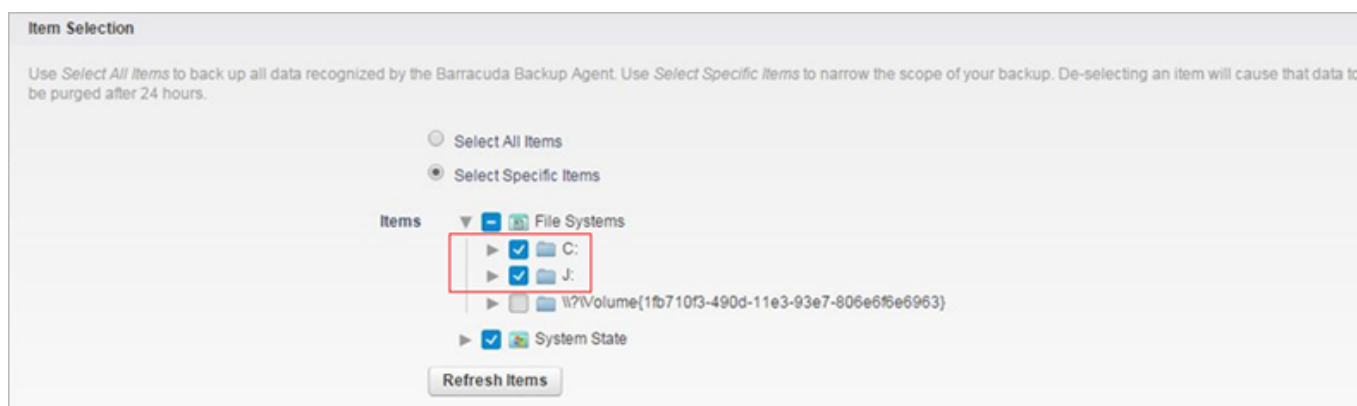 Item Selection
Use Select All Items to back up all data recognized by the Barracuda Backup Agent. Use Select Specific Items to narrow the scope of your backup. De-selecting an item will cause that data to
be purged after 24 hours.
Select All Items
Select Specific Items
Items File Systems
C:
J:
\\?\Volume{1fb710f3-490d-11e3-93e7-806e6f6e6963}
System State
Refresh Items